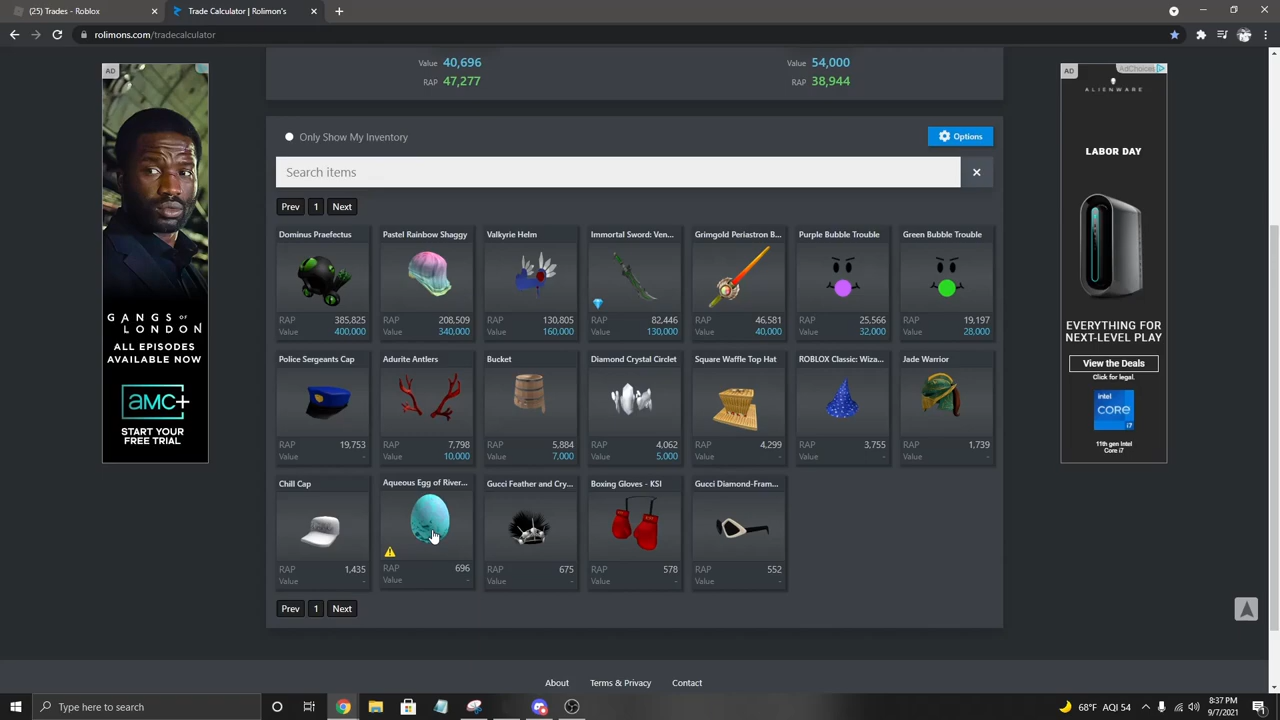 (25) Trades - Roblox
Trade Calculator | Rolimon's
rolimons.com/tradecalculator
Value 40,696
RAP 47,277
Value 54,000
RAP 38,944
Only Show My Inventory
Options
Search items
Prev 1 Next
Dominus Praefectus
RAP 385,825
Value 400,000
Pastel Rainbow Shaggy
RAP 208,509
Value 340,000
Valkyrie Helm
RAP 130,805
Value 160,000
Immortal Sword: Ven...
RAP 82,446
Value 130,000
Grimgold Periastron B...
RAP 46,581
Value 40,000
Purple Bubble Trouble
RAP 25,566
Value 32,000
Green Bubble Trouble
RAP 19,197
Value 28,000
Police Sergeants Cap
RAP 19,753
Value -
Adurite Antlers
RAP 7,798
Value 10,000
Bucket
RAP 5,884
Value 7,000
Diamond Crystal Circlet
RAP 4,062
Value 5,000
Square Waffle Top Hat
RAP 4,299
Value -
ROBLOX Classic: Wiza...
RAP 3,755
Value -
Jade Warrior
RAP 1,739
Value -
Chill Cap
RAP 1,435
Value -
Aqueous Egg of River...
RAP 696
Value -
Gucci Feather and Cry...
RAP 675
Value -
Boxing Gloves - KSI
RAP 578
Value -
Gucci Diamond-Fram...
RAP 552
Value -
Prev 1 Next
About Terms & Privacy Contact
AD
GANGS OF
LONDON
ALL EPISODES
AVAILABLE NOW
aMC+
START YOUR
FREE TRIAL
AD
AdChoices
ALIENWARE
LABOR DAY
EVERYTHING FOR
NEXT-LEVEL PLAY
View the Deals
Click for legal.
intel
CORE
i7
11th gen Intel
Core i7
Type here to search
68°F AQI 54
8:37 PM
9/7/2021
1